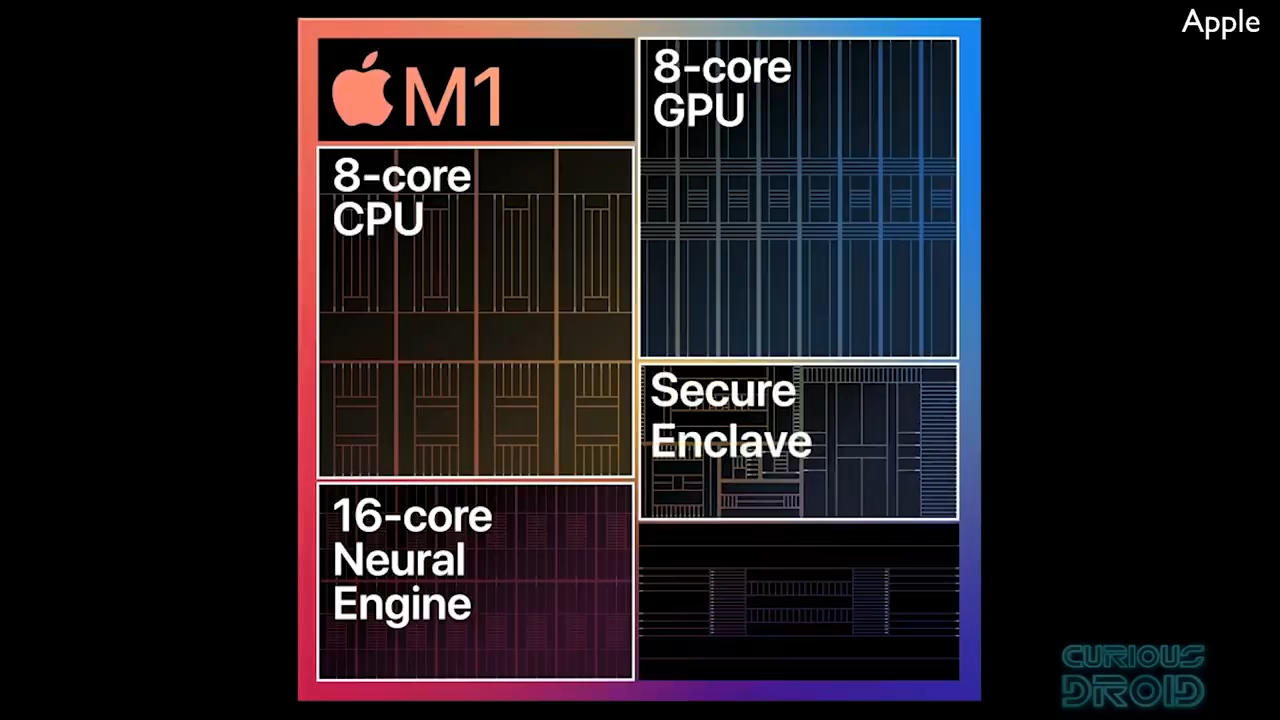 Apple
M1
8-core
GPU
8-core
CPU
Secure
Enclave
16-core
Neural
Engine
CURIOUS
DROID